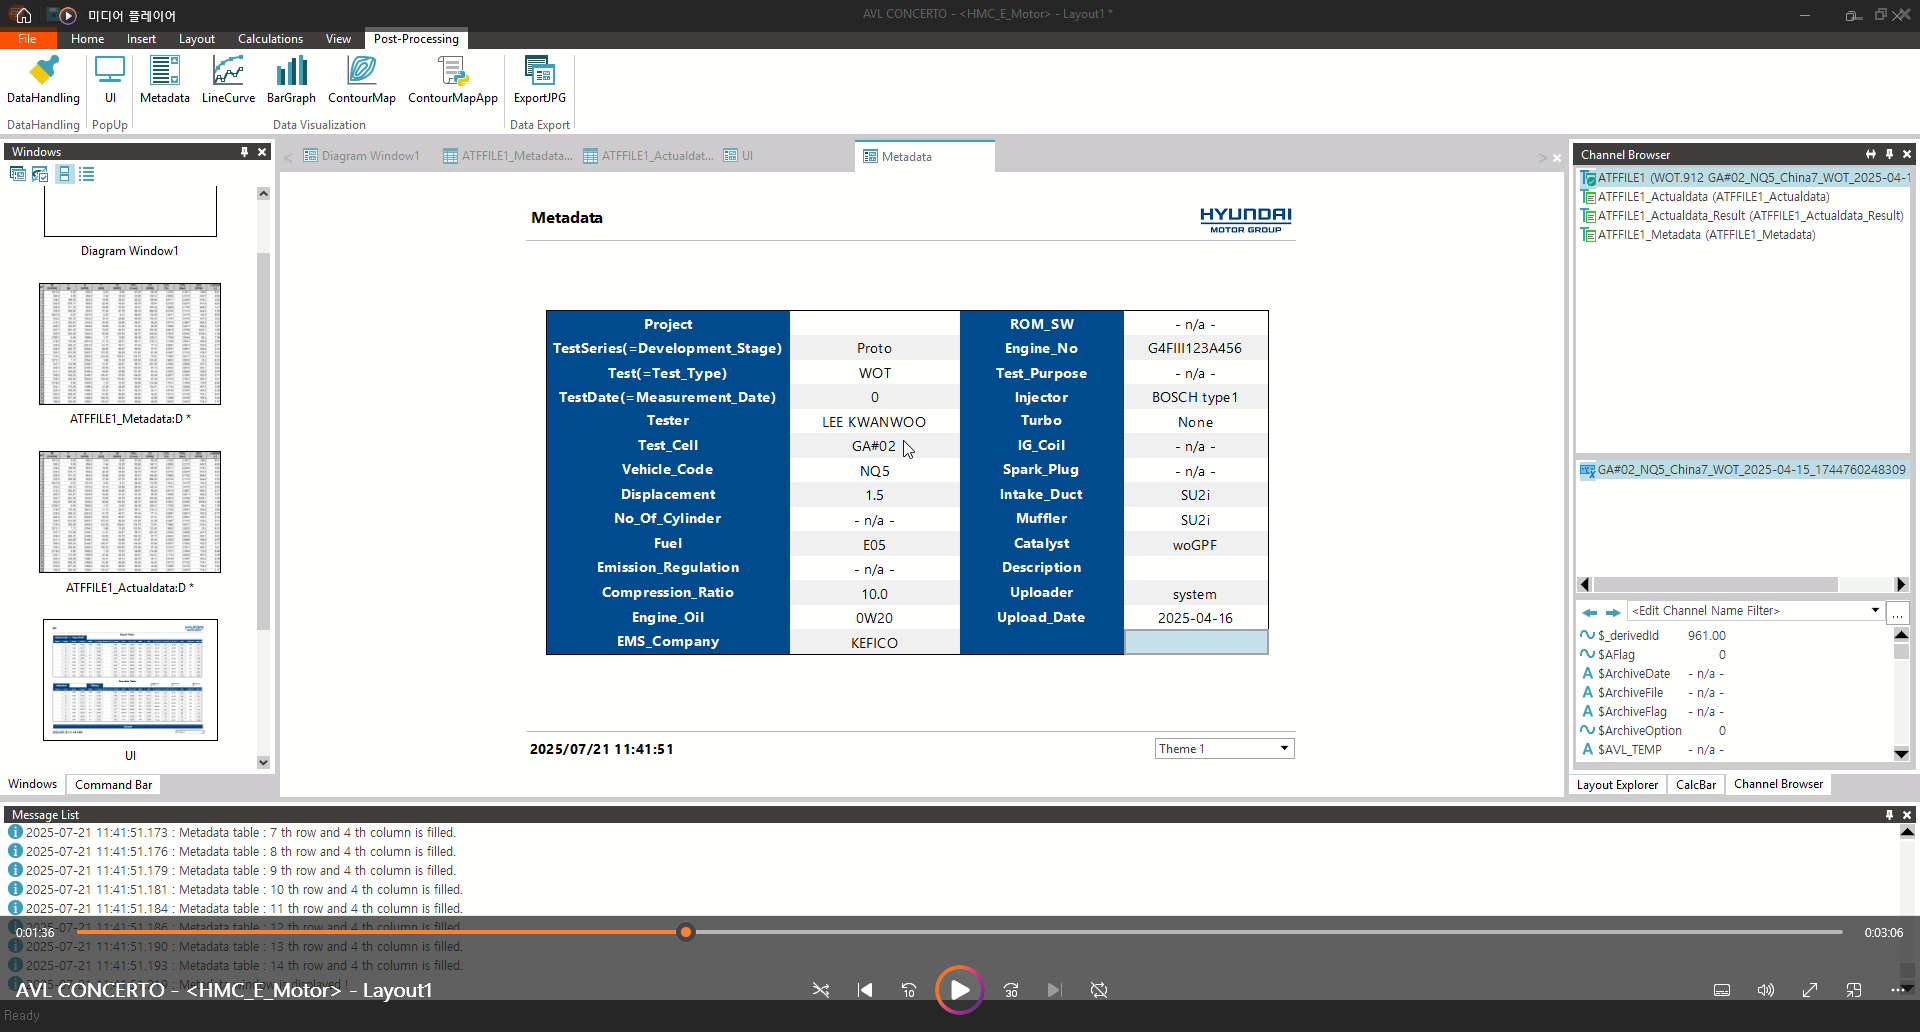 미디어 플레이어
AVL CONCERTO - <HMC_E_Motor> - Layout1 *
File Home Insert Layout Calculations View Post-Processing
DataHandling UI Metadata LineCurve BarGraph ContourMap ContourMapApp ExportJPG
DataHandling PopUp Data Visualization Data Export
Windows
Diagram Window1
ATFFILE1_Metadata:D *
ATFFILE1_Actualdata:D *
UI
Windows Command Bar
Diagram Window1 ATFFILE1_Metadata... ATFFILE1_Actualdat... UI Metadata
Metadata
HYUNDAI
MOTOR GROUP
Project ROM_SW - n/a -
TestSeries(=Development_Stage) Proto Engine_No G4FIII123A456
Test(=Test_Type) WOT Test_Purpose - n/a -
TestDate(=Measurement_Date) 0 Injector BOSCH type1
Tester LEE KWANWOO Turbo None
Test_Cell GA#02 IG_Coil - n/a -
Vehicle_Code NQ5 Spark_Plug - n/a -
Displacement 1.5 Intake_Duct SU2i
No_Of_Cylinder - n/a - Muffler SU2i
Fuel E05 Catalyst woGPF
Emission_Regulation - n/a - Description
Compression_Ratio 10.0 Uploader system
Engine_Oil 0W20 Upload_Date 2025-04-16
EMS_Company KEFICO
2025/07/21 11:41:51
Theme 1
Channel Browser
ATFFILE1 (WOT.912 GA#02_NQ5_China7_WOT_2025-04-1
ATFFILE1_Actualdata (ATFFILE1_Actualdata)
ATFFILE1_Actualdata_Result (ATFFILE1_Actualdata_Result)
ATFFILE1_Metadata (ATFFILE1_Metadata)
GA#02_NQ5_China7_WOT_2025-04-15_1744760248309
<Edit Channel Name Filter>
...
$_derivedId 961.00
$AFlag 0
$ArchiveDate - n/a -
$ArchiveFile - n/a -
$ArchiveFlag - n/a -
$ArchiveOption 0
$AVL_TEMP - n/a -
Layout Explorer CalcBar Channel Browser
Message List
2025-07-21 11:41:51.173 : Metadata table : 7 th row and 4 th column is filled.
2025-07-21 11:41:51.176 : Metadata table : 8 th row and 4 th column is filled.
2025-07-21 11:41:51.179 : Metadata table : 9 th row and 4 th column is filled.
2025-07-21 11:41:51.181 : Metadata table : 10 th row and 4 th column is filled.
2025-07-21 11:41:51.184 : Metadata table : 11 th row and 4 th column is filled.
2025-07-21 11:41:51.186 : Metadata table : 12 th row and 4 th column is filled.
0:01:36 0:03:06
2025-07-21 11:41:51.190 : Metadata table : 13 th row and 4 th column is filled.
2025-07-21 11:41:51.193 : Metadata table : 14 th row and 4 th column is filled.
AVL CONCERTO - <HMC_E_Motor> - Layout1
10 30
Ready